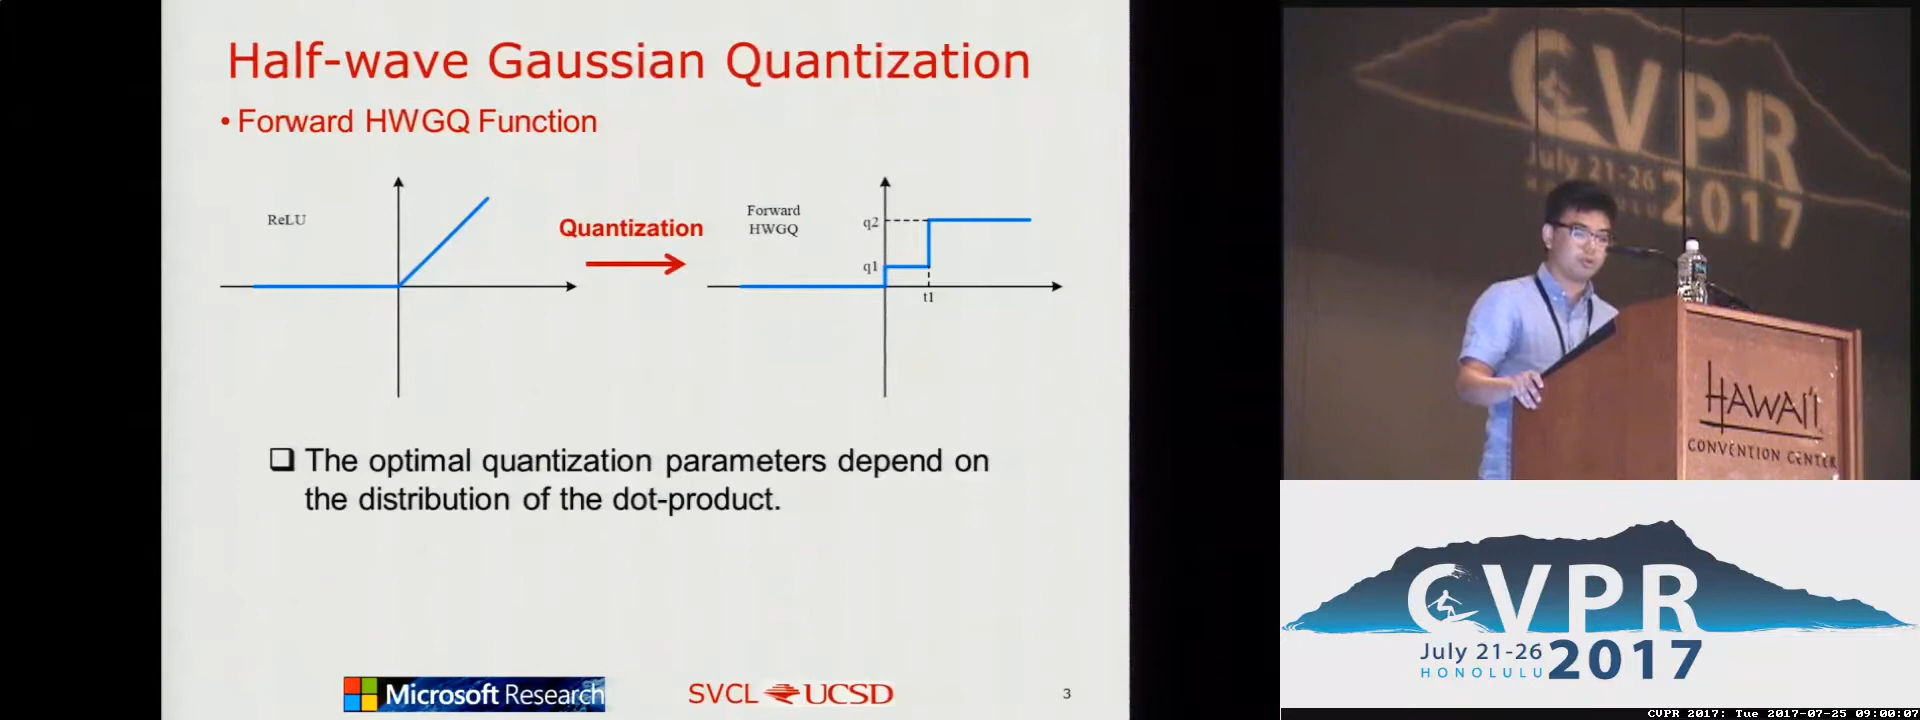 Half-wave Gaussian Quantization
• Forward HWGQ Function
ReLU
Quantization
Forward
HWGQ
q2
q1
t1
❑ The optimal quantization parameters depend on
the distribution of the dot-product.
Microsoft Research
SVCL UCSD
3
CVPR
July 21-26
2017
HAWAI'I
CONVENTION CENTER
CVPR
July 21-26
HONOLULU
2017
CVPR 2017: Tue 2017-07-25 09:00:07